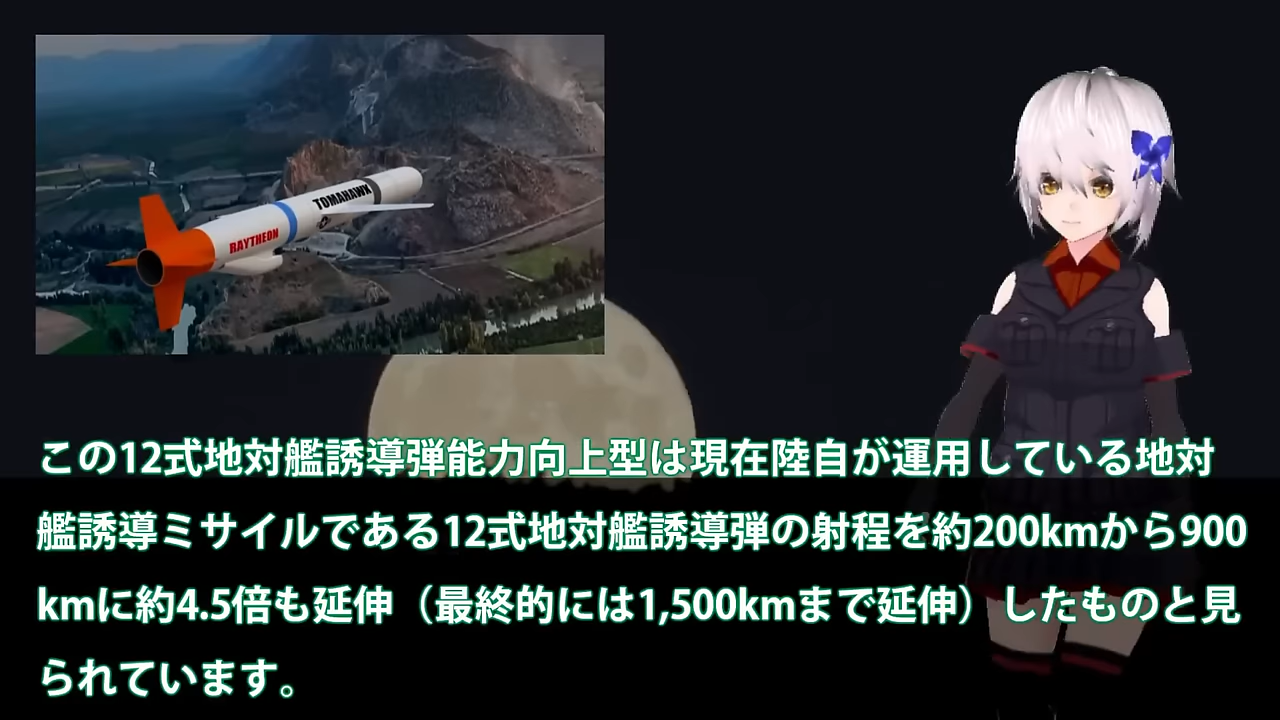 TOMAHAWK
RAYTHEON
この12式地対艦誘導弾能力向上型は現在陸自が運用している地対
艦誘導ミサイルである12式地対艦誘導弾の射程を約200kmから900
kmに約4.5倍も延伸（最終的には1,500kmまで延伸）したものと見
られています。